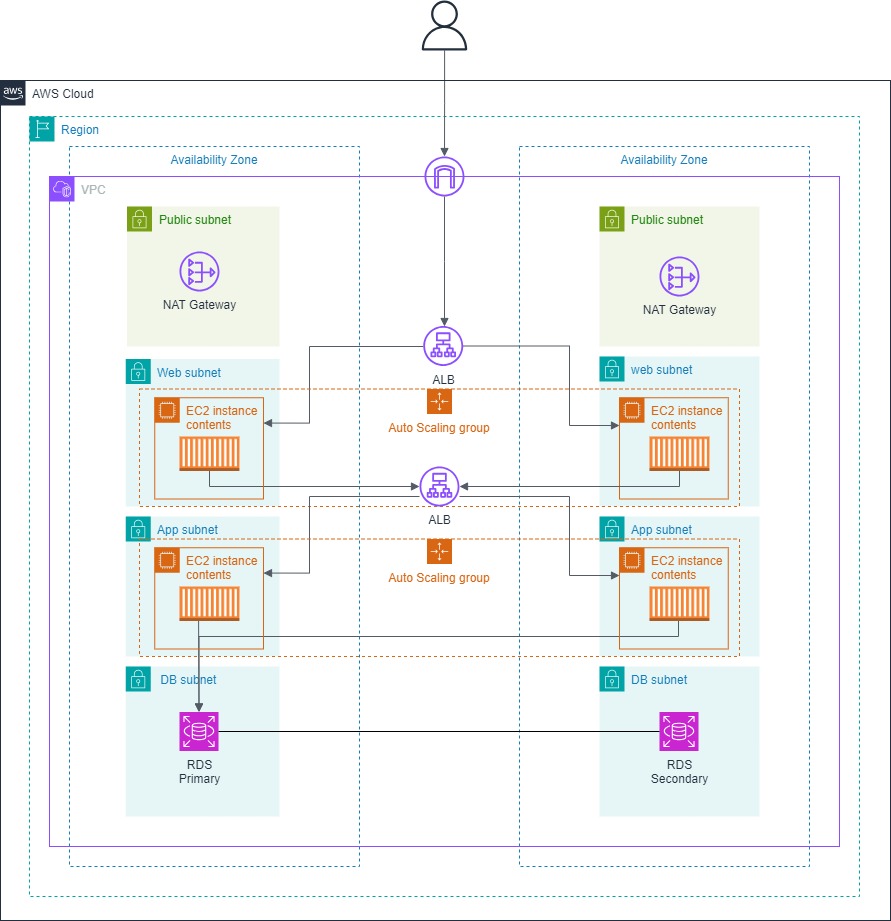 aws
AWS Cloud
Region
Availability Zone
Availability Zone
VPC
Public subnet
Public subnet
NAT Gateway
NAT Gateway
Web subnet
ALB
web subnet
EC2 instance
contents
Auto Scaling group
EC2 instance
contents
ALB
App subnet
App subnet
EC2 instance
contents
Auto Scaling group
EC2 instance
contents
DB subnet
DB subnet
RDS
Primary
RDS
Secondary